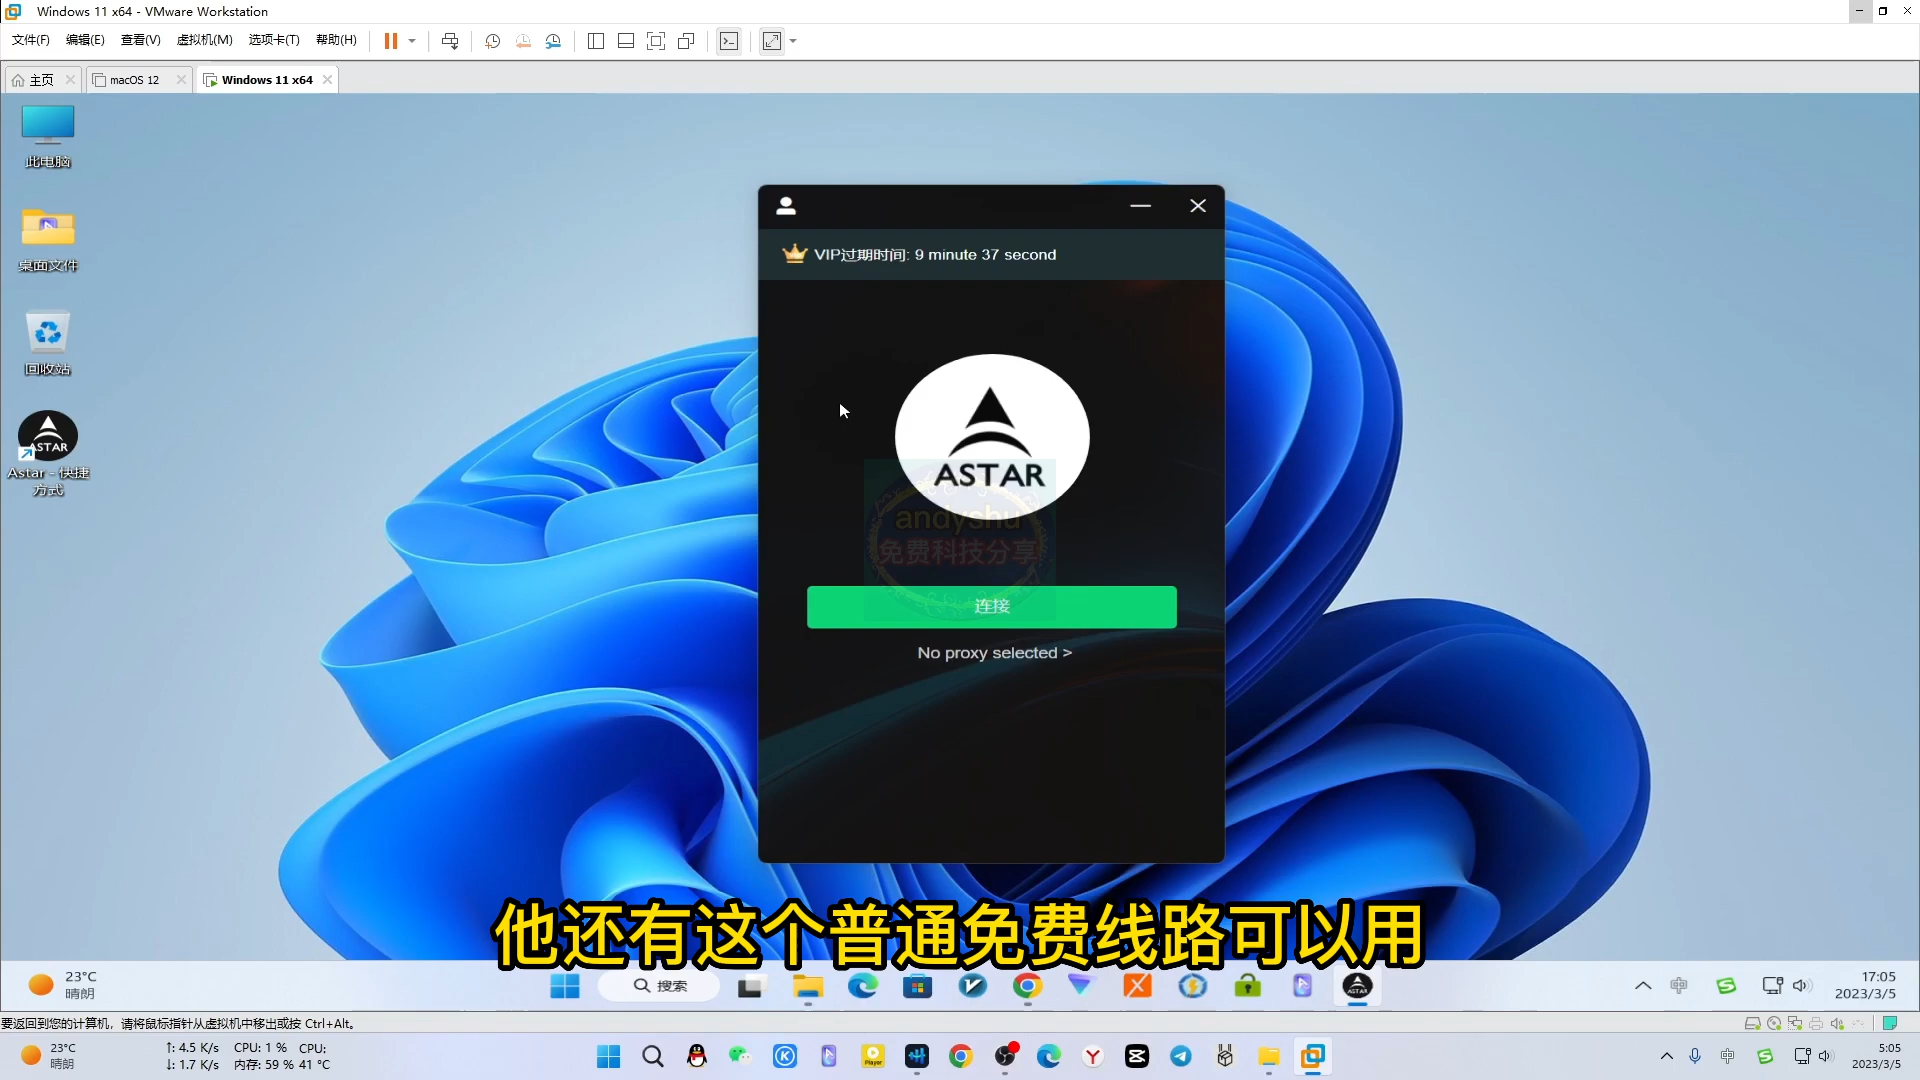 Windows 11 x64 - VMware Workstation
文件(F) 编辑(E) 查看(V) 虚拟机(M) 选项卡(T) 帮助(H)
主页 macOS 12 Windows 11 x64
此电脑
桌面文件
回收站
ASTAR
Astar - 快捷
方式
VIP过期时间: 9 minute 37 second
ASTAR
andyshu
免费科技分享
连接
No proxy selected >
他还有这个普通免费线路可以用
23°C
晴朗
搜索
ASTAR
中
17:05
2023/3/5
要返回到您的计算机，请将鼠标指针从虚拟机中移出或按 Ctrl+Alt。
23°C
晴朗
↑: 4.5 K/s CPU: 1 % CPU:
↓: 1.7 K/s 内存: 59 % 41 °C
Player
中
5:05
2023/3/5